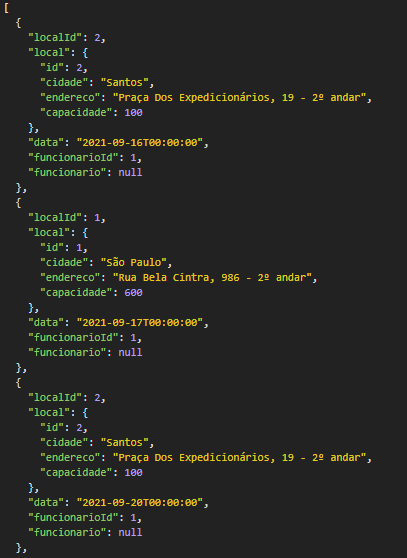 [
  {
    "localId": 2,
    "local": {
      "id": 2,
      "cidade": "Santos",
      "endereco": "Praça Dos Expedicionários, 19 - 2º andar",
      "capacidade": 100
    },
    "data": "2021-09-16T00:00:00",
    "funcionarioId": 1,
    "funcionario": null
  },
  {
    "localId": 1,
    "local": {
      "id": 1,
      "cidade": "São Paulo",
      "endereco": "Rua Bela Cintra, 986 - 2º andar",
      "capacidade": 600
    },
    "data": "2021-09-17T00:00:00",
    "funcionarioId": 1,
    "funcionario": null
  },
  {
    "localId": 2,
    "local": {
      "id": 2,
      "cidade": "Santos",
      "endereco": "Praça Dos Expedicionários, 19 - 2º andar",
      "capacidade": 100
    },
    "data": "2021-09-20T00:00:00",
    "funcionarioId": 1,
    "funcionario": null
  },